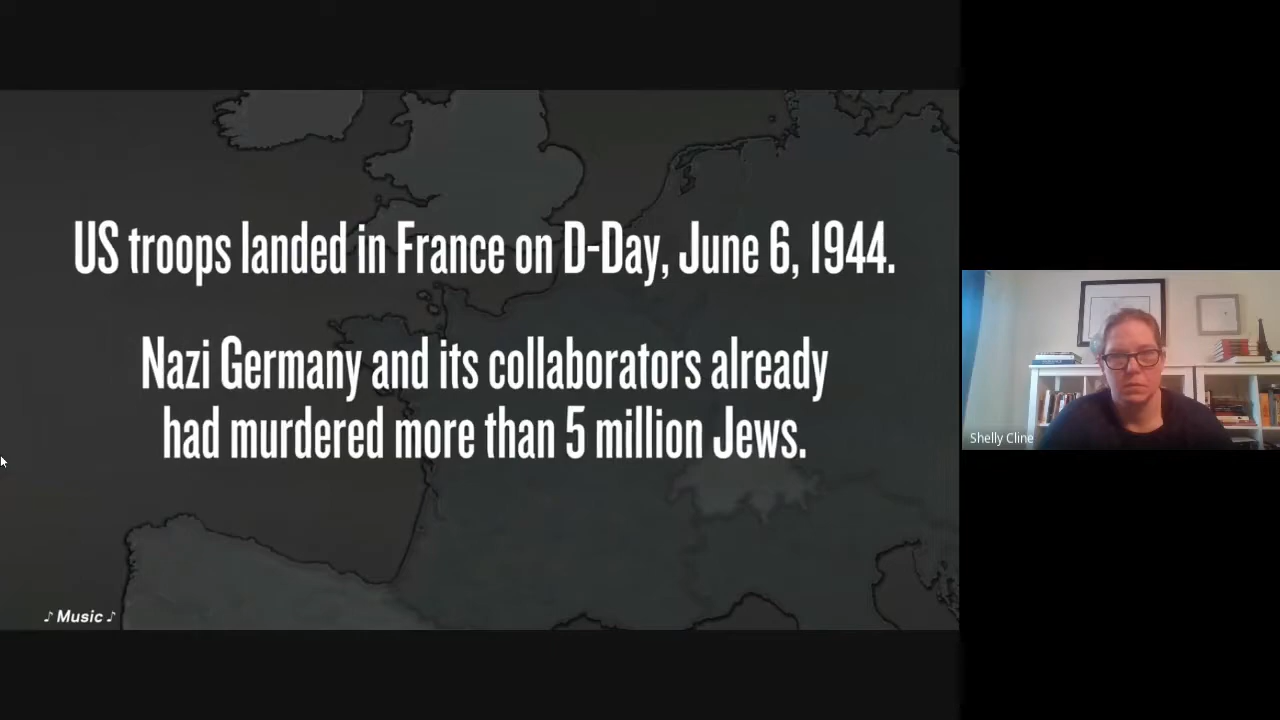 US troops landed in France on D-Day, June 6, 1944.
Nazi Germany and its collaborators already
had murdered more than 5 million Jews.
♪ Music ♪
Shelly Cline